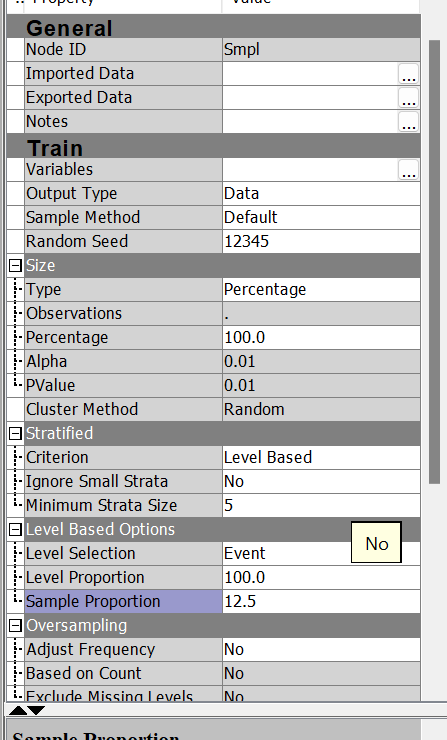 .. Property Value
General
Node ID Smpl
Imported Data ...
Exported Data ...
Notes ...
Train
Variables ...
Output Type Data
Sample Method Default
Random Seed 12345
Size
Type Percentage
Observations .
Percentage 100.0
Alpha 0.01
PValue 0.01
Cluster Method Random
Stratified
Criterion Level Based
Ignore Small Strata No
Minimum Strata Size 5
Level Based Options
No
Level Selection Event
Level Proportion 100.0
Sample Proportion 12.5
Oversampling
Adjust Frequency No
Based on Count No
Exclude Missing Levels No
Sample Proportion